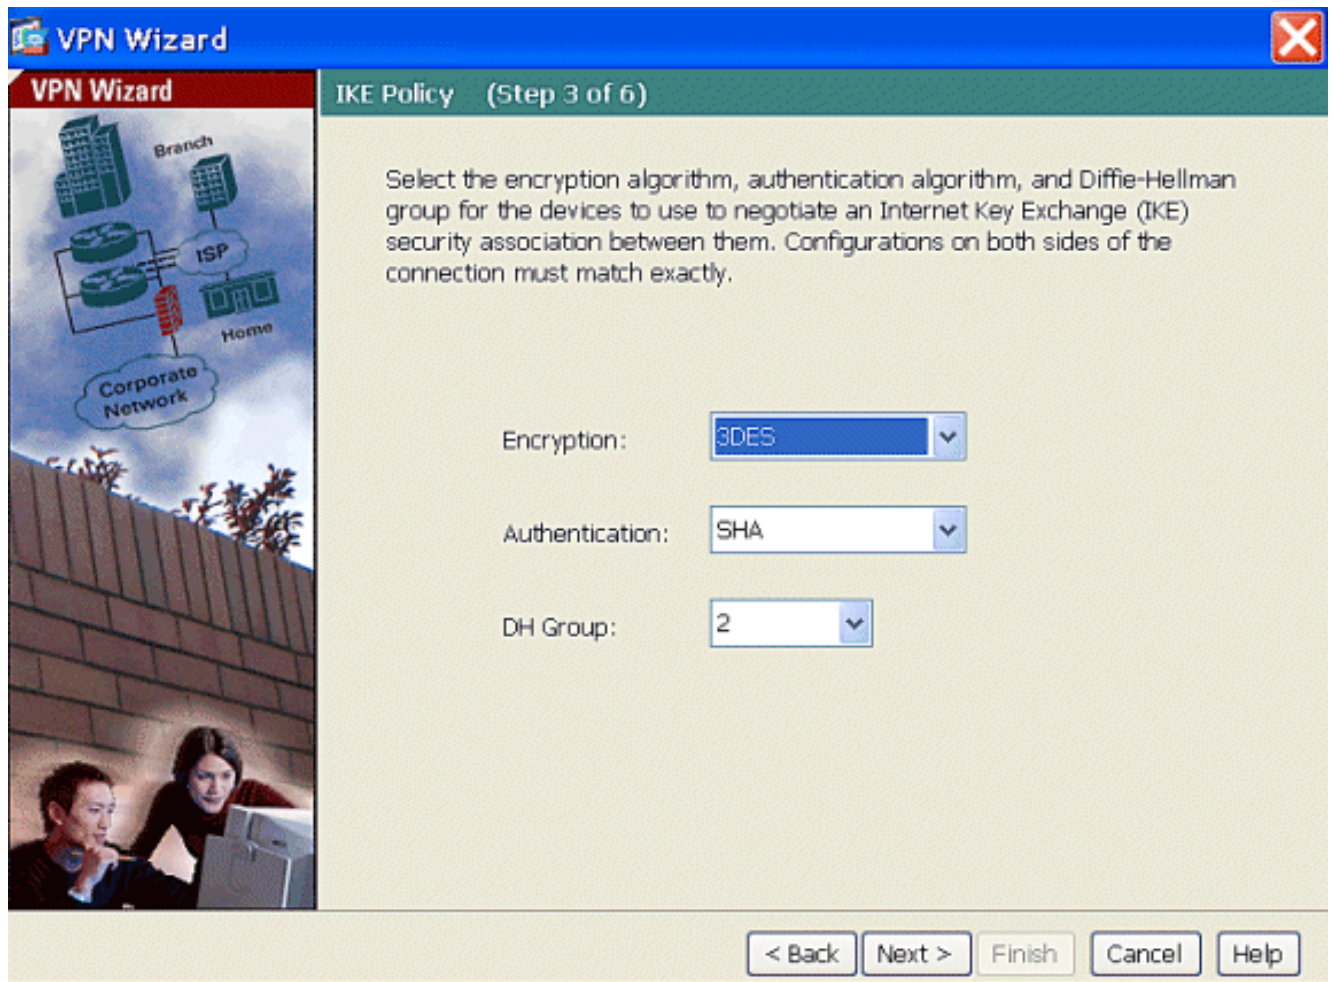 VPN Wizard
VPN Wizard
IKE Policy (Step 3 of 6)
Branch
ISP
Home
Corporate
Network
Select the encryption algorithm, authentication algorithm, and Diffie-Hellman
group for the devices to use to negotiate an Internet Key Exchange (IKE)
security association between them. Configurations on both sides of the
connection must match exactly.
Encryption: 3DES
Authentication: SHA
DH Group: 2
< Back Next > Finish Cancel Help